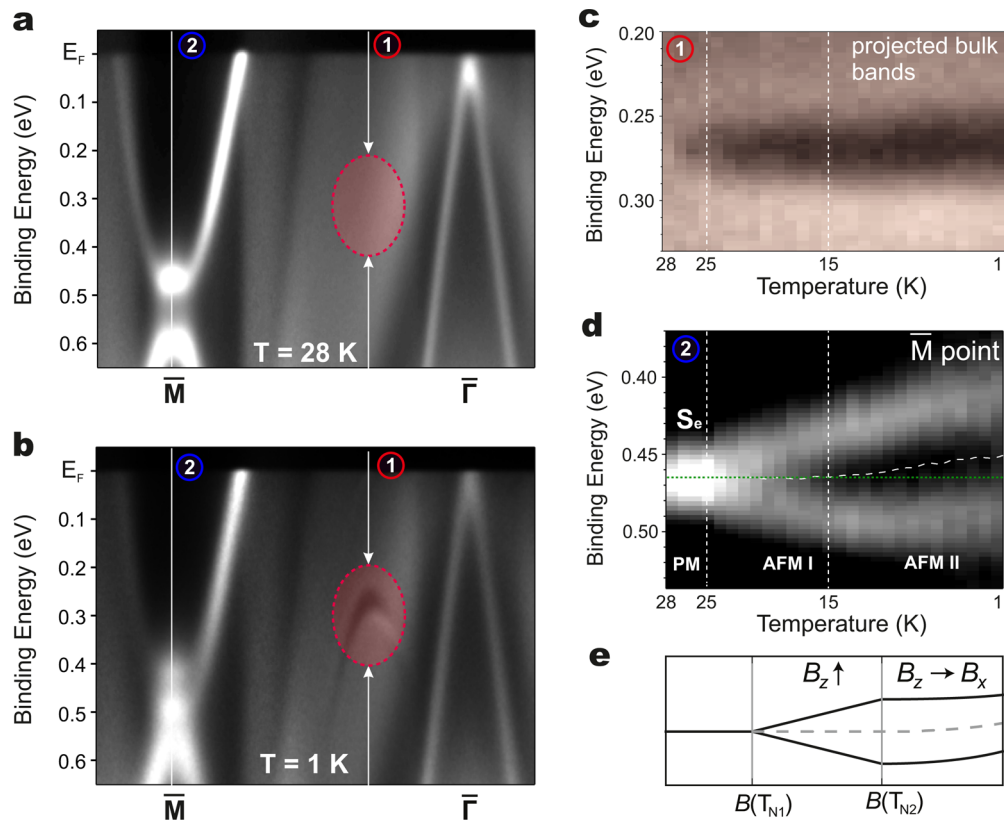 a
2
1
E_F
0.1
0.2
0.3
0.4
0.5
0.6
Binding Energy (eV)
T = 28 K
M̅
Γ̅
b
2
1
E_F
0.1
0.2
0.3
0.4
0.5
0.6
Binding Energy (eV)
T = 1 K
M̅
Γ̅
c
1
projected bulk
bands
0.20
0.25
0.30
Binding Energy (eV)
28 25 15 1
Temperature (K)
d
2
M̅ point
S_e
0.40
0.45
0.50
Binding Energy (eV)
PM AFM I AFM II
28 25 15 1
Temperature (K)
e
B_z ↑ B_z → B_x
B(T_N1) B(T_N2)